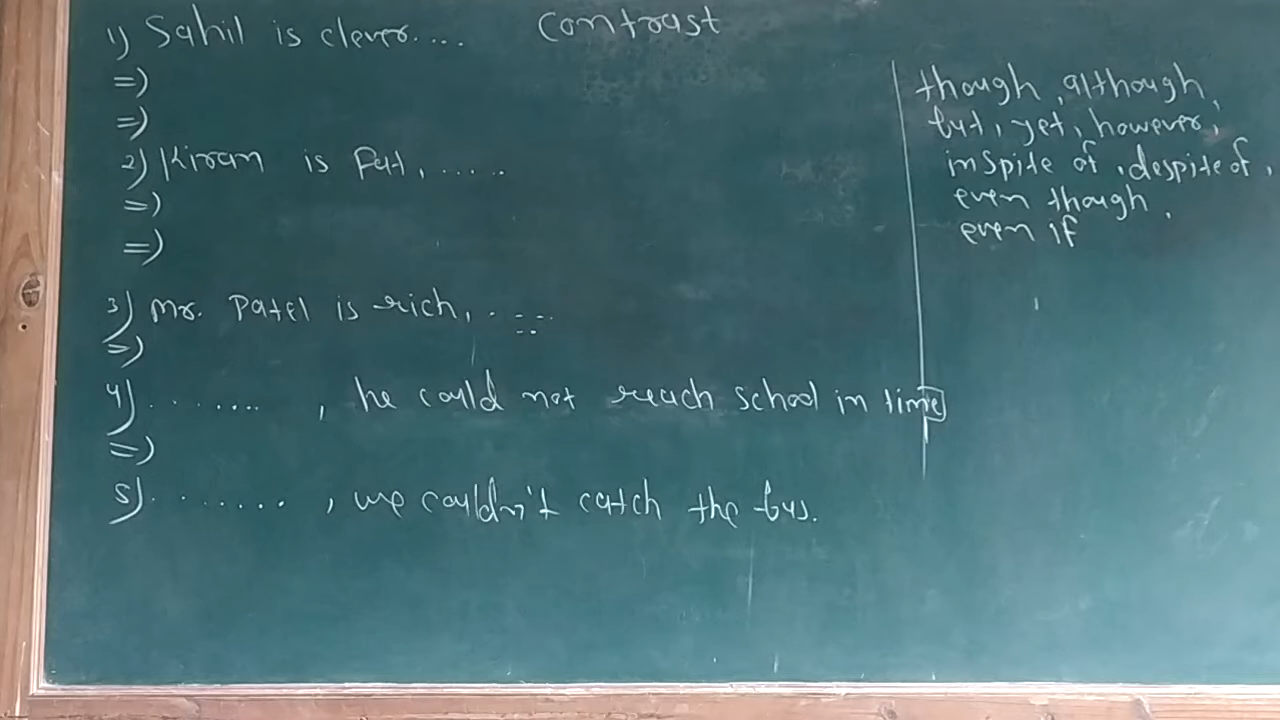 1) Sahil is clever.... contrast
=)
=)
2) Kiran is fat, .....
=)
=)
3) Mr. Patel is rich, .....
=)
4) ........ , he could not reach school in time
=)
5) ....... , we couldn't catch the bus.
though, although,
but, yet, however,
inspite of, despite of,
even though,
even if